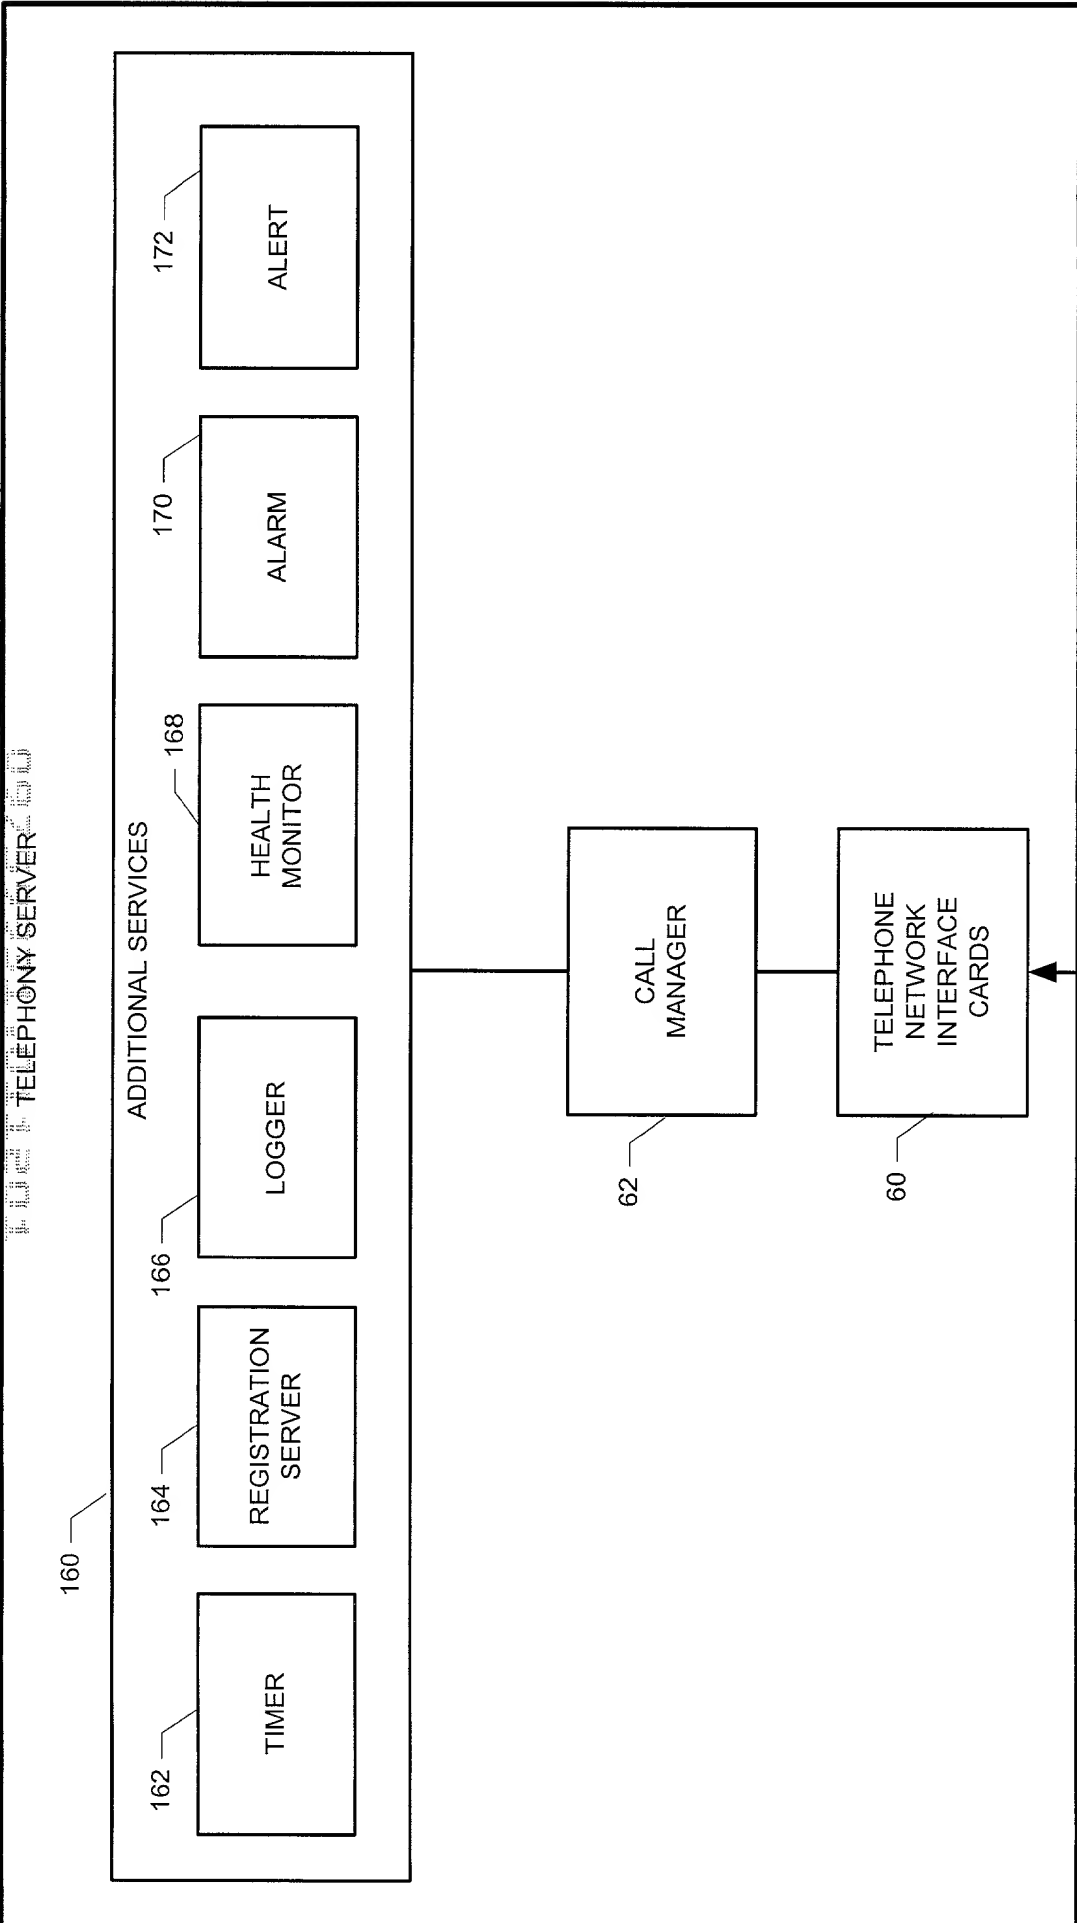 TELEPHONY SERVER
160
ADDITIONAL SERVICES
162
TIMER
164
REGISTRATION
SERVER
166
LOGGER
168
HEALTH
MONITOR
170
ALARM
172
ALERT
62
CALL
MANAGER
60
TELEPHONE
NETWORK
INTERFACE
CARDS